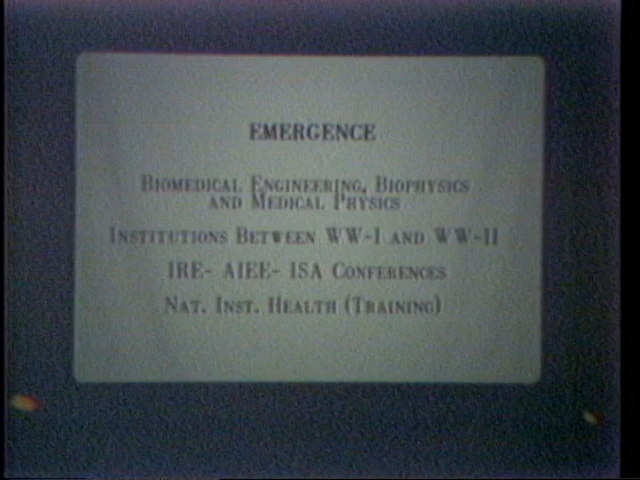 EMERGENCE
BIOMEDICAL ENGINEERING, BIOPHYSICS
AND MEDICAL PHYSICS
INSTITUTIONS BETWEEN WW-I AND WW-II
IRE- AIEE- ISA CONFERENCES
NAT. INST. HEALTH (TRAINING)